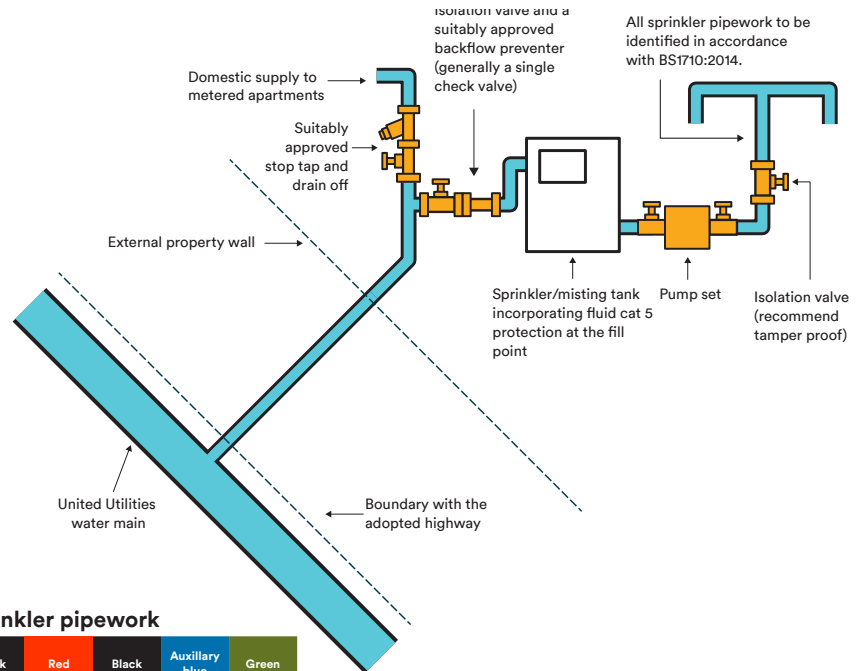 Isolation valve and a
suitably approved
backflow preventer
(generally a single
check valve)
All sprinkler pipework to be
identified in accordance
with BS1710:2014.
Domestic supply to
metered apartments
Suitably
approved
stop tap and
drain off
External property wall
Sprinkler/misting tank
incorporating fluid cat 5
protection at the fill
point
Pump set
Isolation valve
(recommend
tamper proof)
United Utilities
water main
Boundary with the
adopted highway
nkler pipework
k
Red
Black
Auxillary
blue
Green